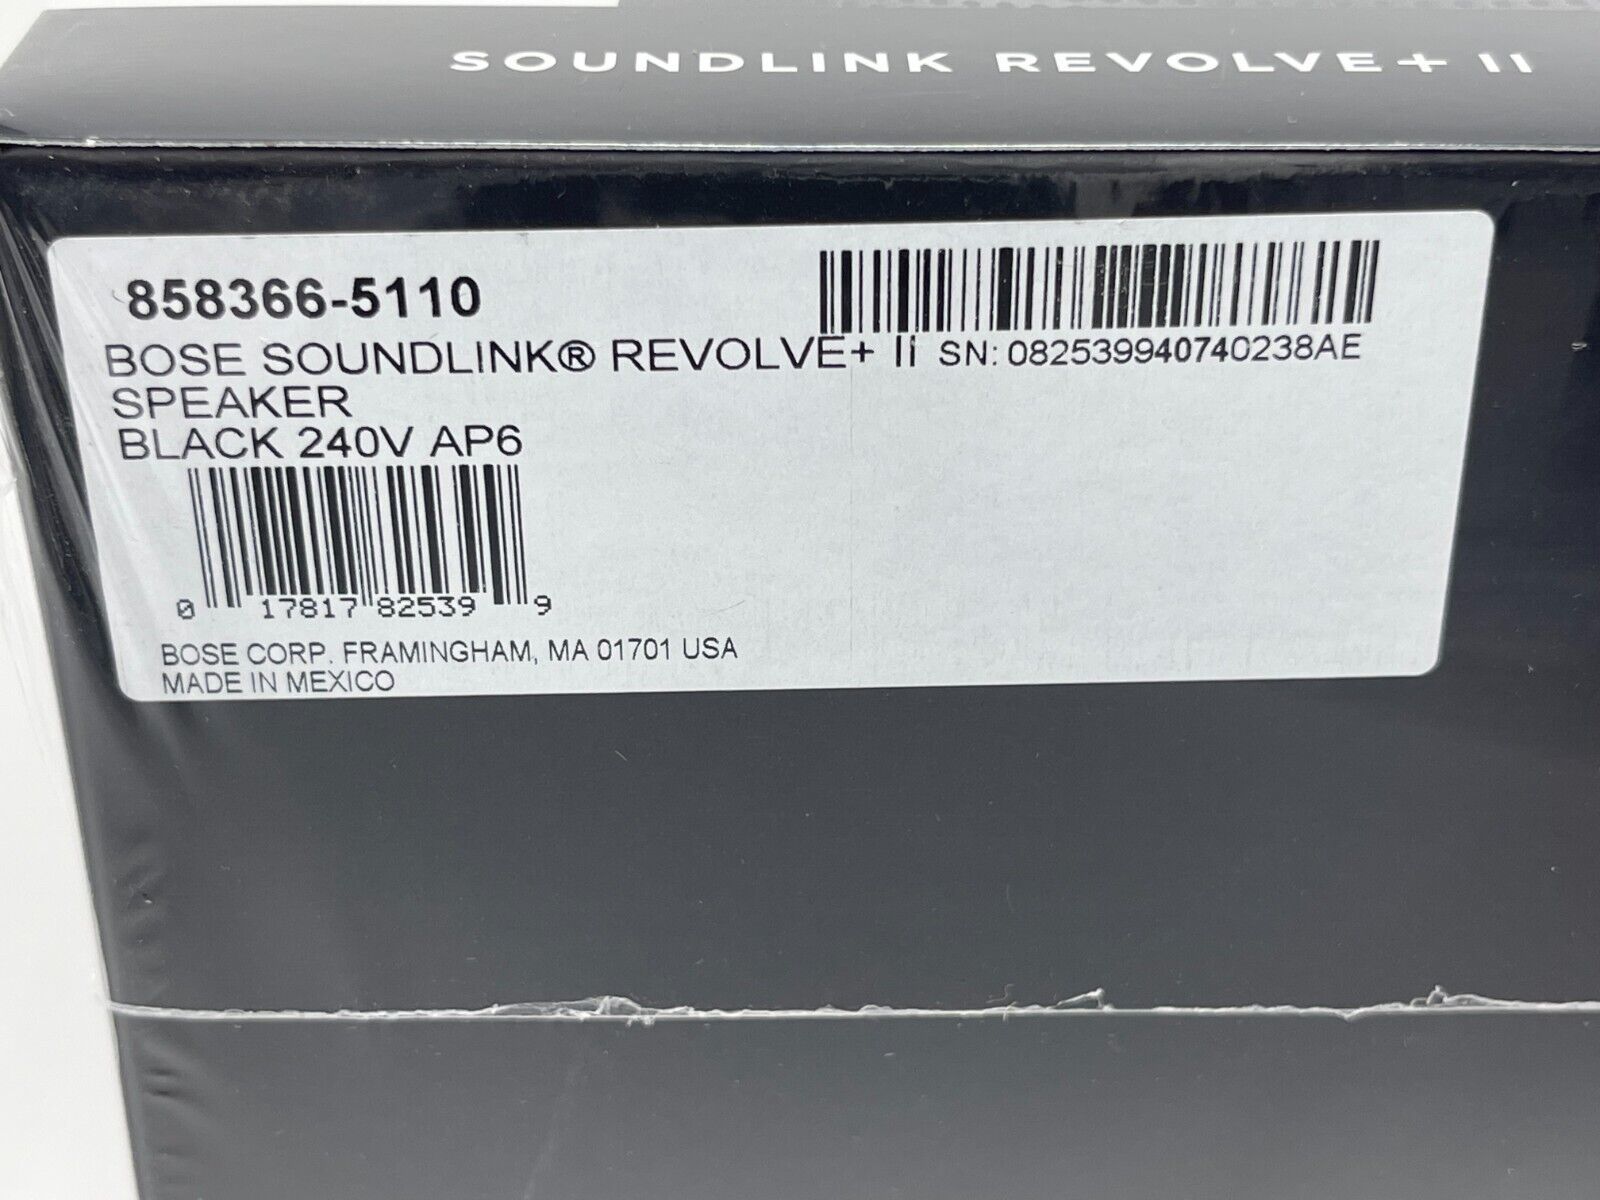 SOUNDLINK REVOLVE+ II
858366-5110
BOSE SOUNDLINK® REVOLVE+ II SN: 082539940740238AE
SPEAKER
BLACK 240V AP6
0 17817 82539 9
BOSE CORP. FRAMINGHAM, MA 01701 USA
MADE IN MEXICO